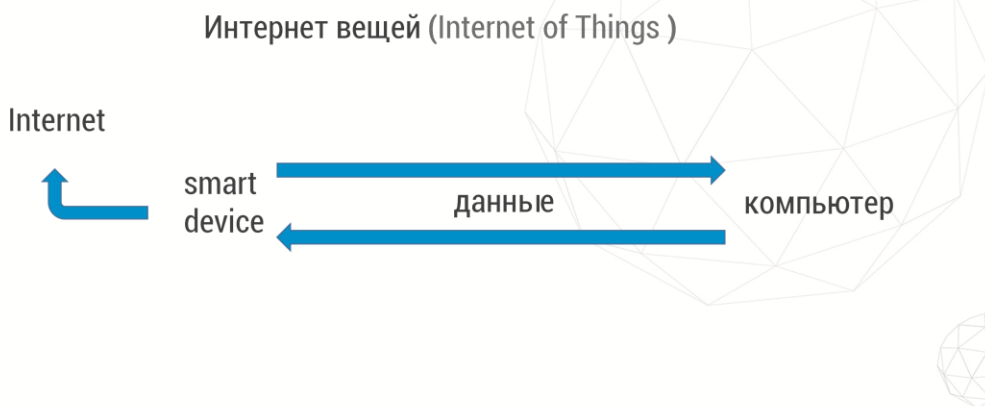 Интернет вещей (Internet of Things )
Internet
smart
device
данные
компьютер